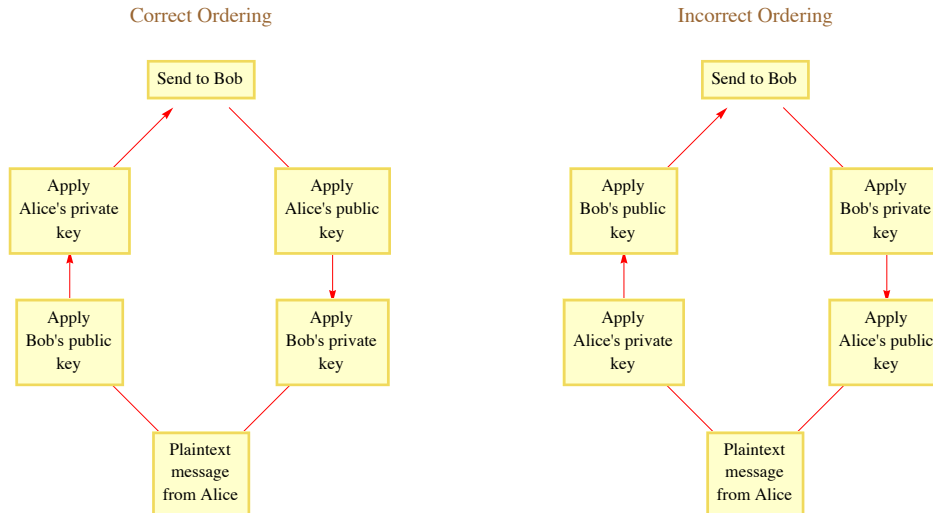 Correct Ordering
Send to Bob
Apply
Alice's private
key
Apply
Alice's public
key
Apply
Bob's public
key
Apply
Bob's private
key
Plaintext
message
from Alice
Incorrect Ordering
Send to Bob
Apply
Bob's public
key
Apply
Bob's private
key
Apply
Alice's private
key
Apply
Alice's public
key
Plaintext
message
from Alice